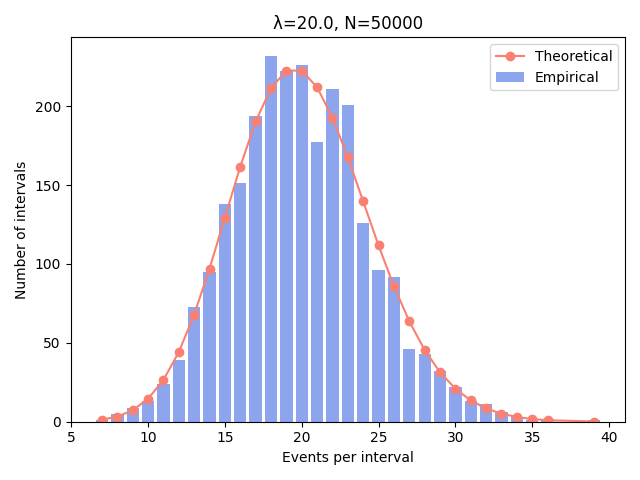 λ=20.0, N=50000
Theoretical
Empirical
Number of intervals
200
150
100
50
0
5 10 15 20 25 30 35 40
Events per interval